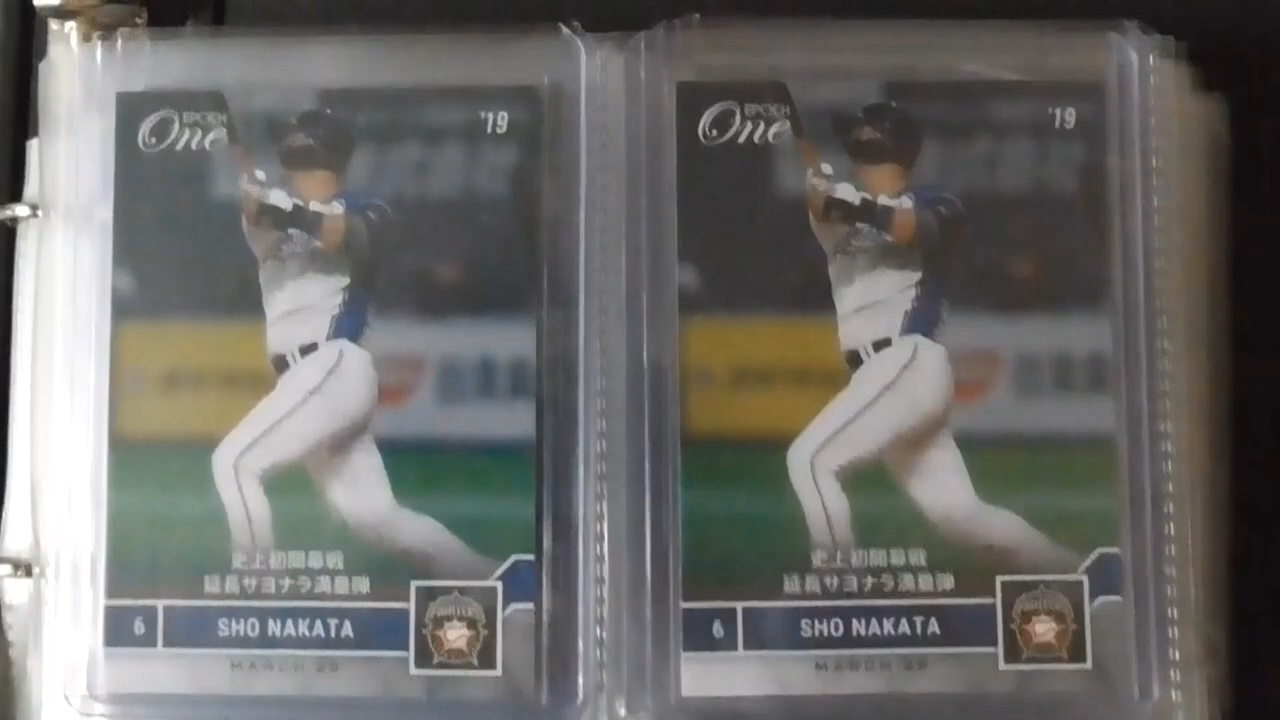 EPOCH
One
'19
史上初開幕戦
延長サヨナラ満塁弾
6
SHO NAKATA
FIGHTERS
MARCH 29
EPOCH
One
'19
史上初開幕戦
延長サヨナラ満塁弾
6
SHO NAKATA
FIGHTERS
MARCH 29